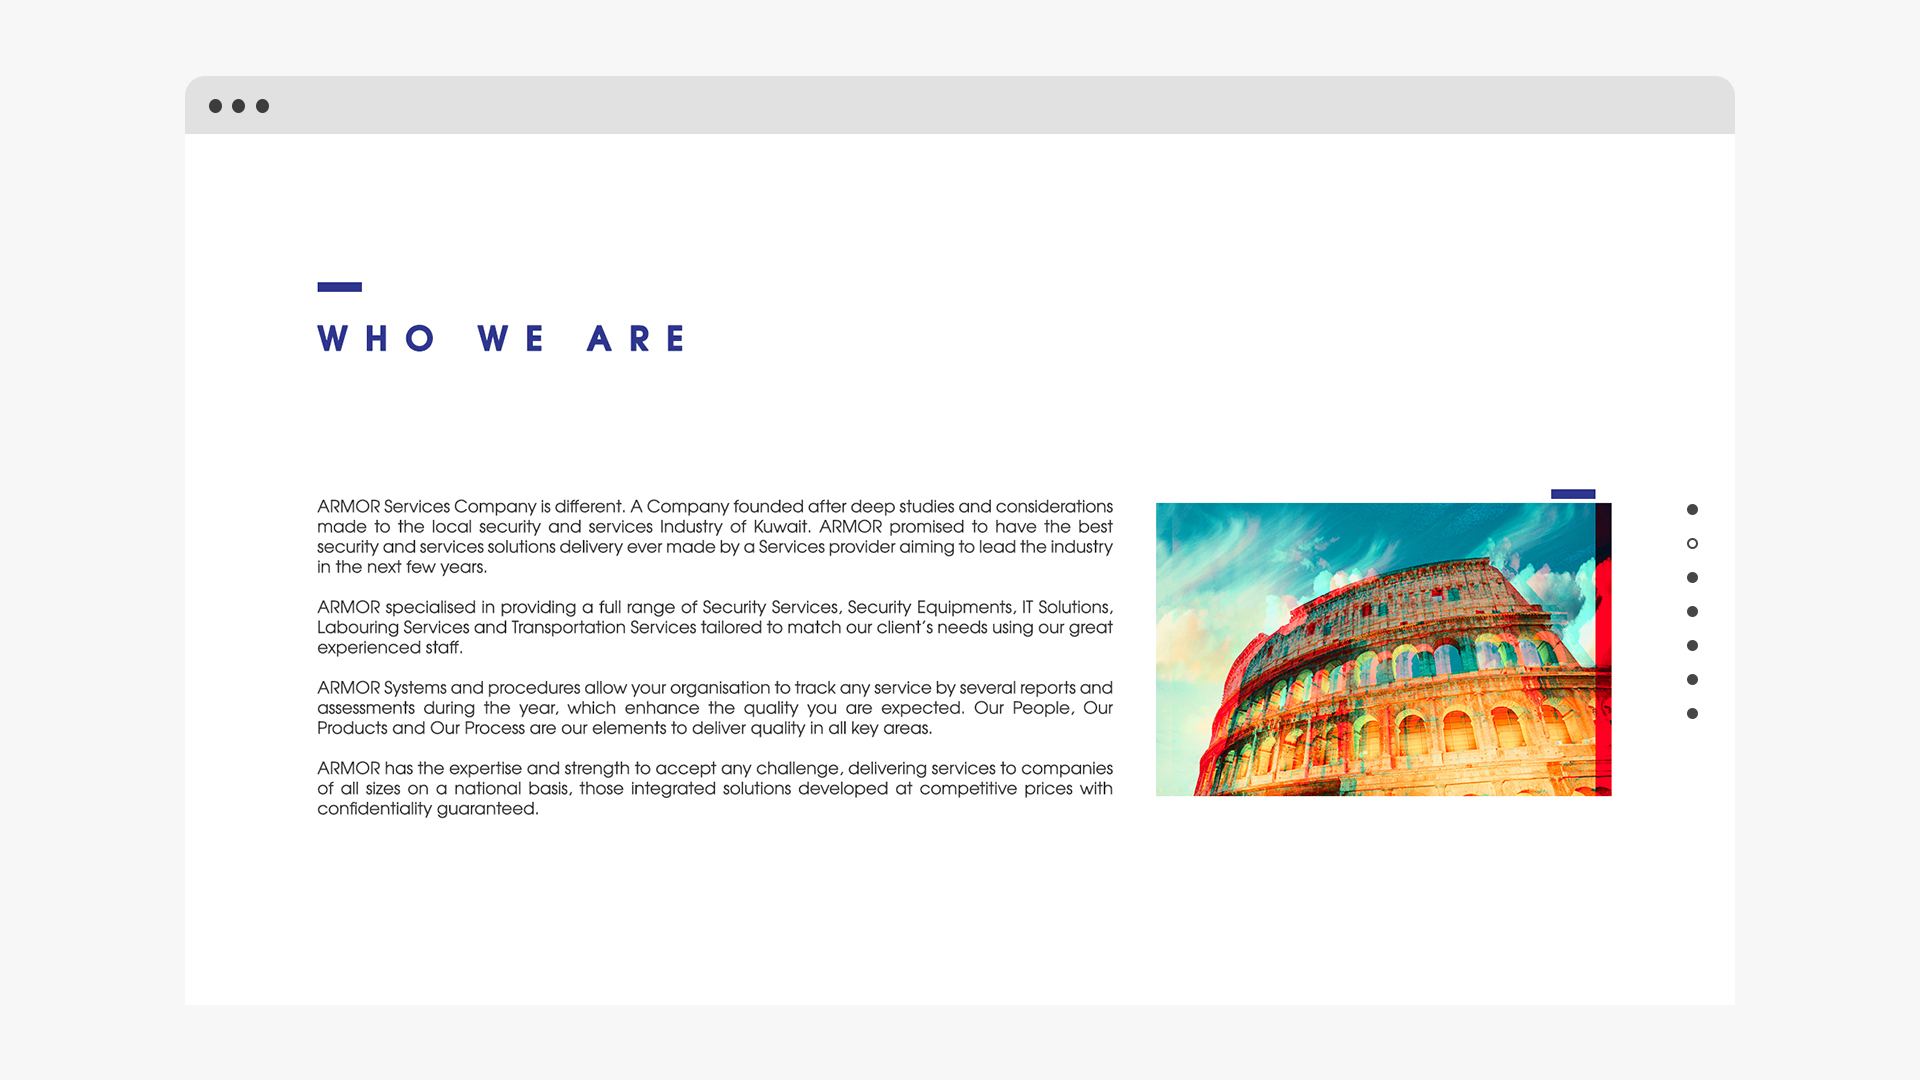 WHO WE ARE
ARMOR Services Company is different. A Company founded after deep studies and considerations
made to the local security and services Industry of Kuwait. ARMOR promised to have the best
security and services solutions delivery ever made by a Services provider aiming to lead the industry
in the next few years.
ARMOR specialised in providing a full range of Security Services, Security Equipments, IT Solutions,
Labouring Services and Transportation Services tailored to match our client's needs using our great
experienced staff.
ARMOR Systems and procedures allow your organisation to track any service by several reports and
assessments during the year, which enhance the quality you are expected. Our People, Our
Products and Our Process are our elements to deliver quality in all key areas.
ARMOR has the expertise and strength to accept any challenge, delivering services to companies
of all sizes on a national basis, those integrated solutions developed at competitive prices with
confidentiality guaranteed.